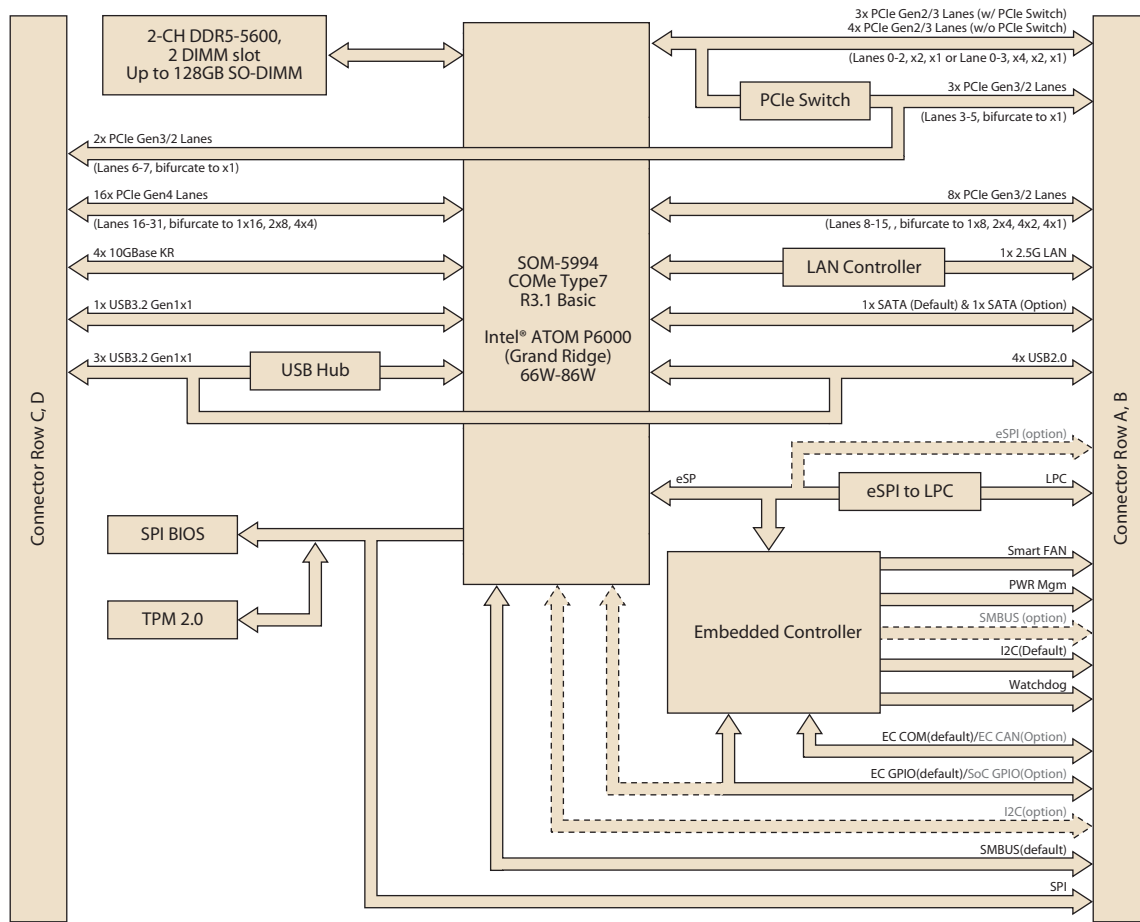 2-CH DDR5-5600,
2 DIMM slot
Up to 128GB SO-DIMM
3x PCIe Gen2/3 Lanes (w/ PCIe Switch)
4x PCIe Gen2/3 Lanes (w/o PCIe Switch)
(Lanes 0-2, x2, x1 or Lane 0-3, x4, x2, x1)
PCIe Switch
3x PCIe Gen3/2 Lanes
(Lanes 3-5, bifurcate to x1)
2x PCIe Gen3/2 Lanes
(Lanes 6-7, bifurcate to x1)
16x PCIe Gen4 Lanes
(Lanes 16-31, bifurcate to 1x16, 2x8, 4x4)
8x PCIe Gen3/2 Lanes
(Lanes 8-15, , bifurcate to 1x8, 2x4, 4x2, 4x1)
4x 10GBase KR
SOM-5994
COMe Type7
R3.1 Basic
Intel® ATOM P6000
(Grand Ridge)
66W-86W
LAN Controller
1x 2.5G LAN
1x USB3.2 Gen1x1
1x SATA (Default) & 1x SATA (Option)
3x USB3.2 Gen1x1
USB Hub
4x USB2.0
Connector Row C, D
Connector Row A, B
eSPI (option)
eSP
eSPI to LPC
LPC
SPI BIOS
TPM 2.0
Embedded Controller
Smart FAN
PWR Mgm
SMBUS (option)
I2C(Default)
Watchdog
EC COM(default)/EC CAN(Option)
EC GPIO(default)/SoC GPIO(Option)
I2C(option)
SMBUS(default)
SPI